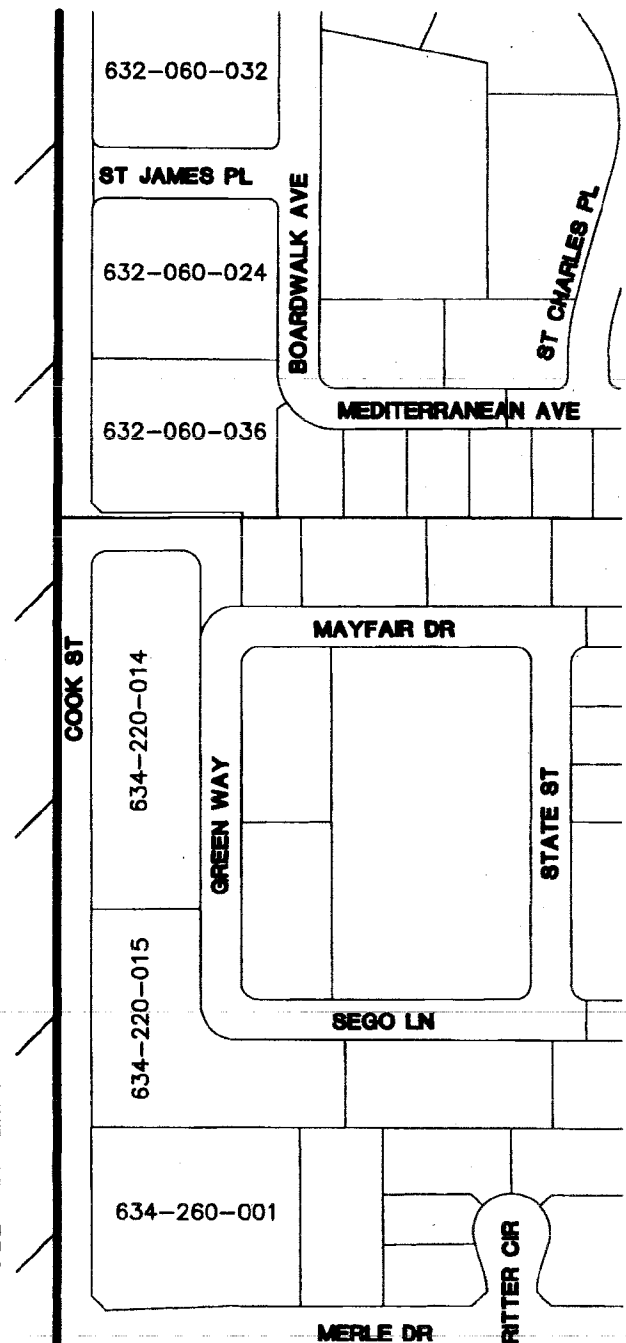 632-060-032
ST JAMES PL
BOARDWALK AVE
ST CHARLES PL
632-060-024
MEDITERRANEAN AVE
632-060-036
MAYFAIR DR
COOK ST
634-220-014
GREEN WAY
STATE ST
634-220-015
SEGO LN
634-260-001
RITTER CIR
MERLE DR